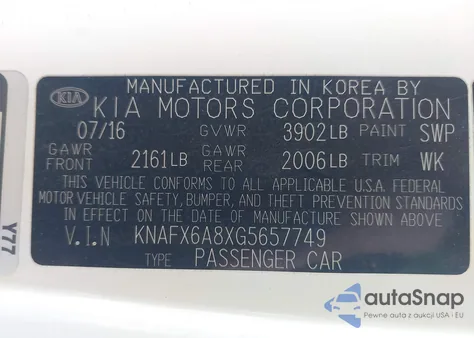 MANUFACTURED IN KOREA BY
KIA KIA MOTORS CORPORATION
07/16 GVWR 3902LB PAINT SWP
GAWR FRONT 2161LB GAWR REAR 2006LB TRIM WK
THIS VEHICLE CONFORMS TO ALL APPLICABLE U.S.A. FEDERAL
MOTOR VEHICLE SAFETY, BUMPER, AND THEFT PREVENTION STANDARDS
IN EFFECT ON THE DATE OF MANUFACTURE SHOWN ABOVE.
V.I.N KNAFX6A8XG5657749
TYPE PASSENGER CAR
Y77
autoSnap
Pewne auta z aukcji USA - EU